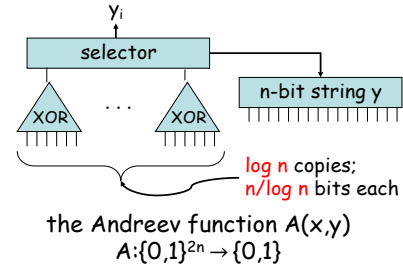 yᵢ
selector
n-bit string y
XOR
. . .
XOR
log n copies;
n/log n bits each
the Andreev function A(x,y)
A:{0,1}²ⁿ → {0,1}